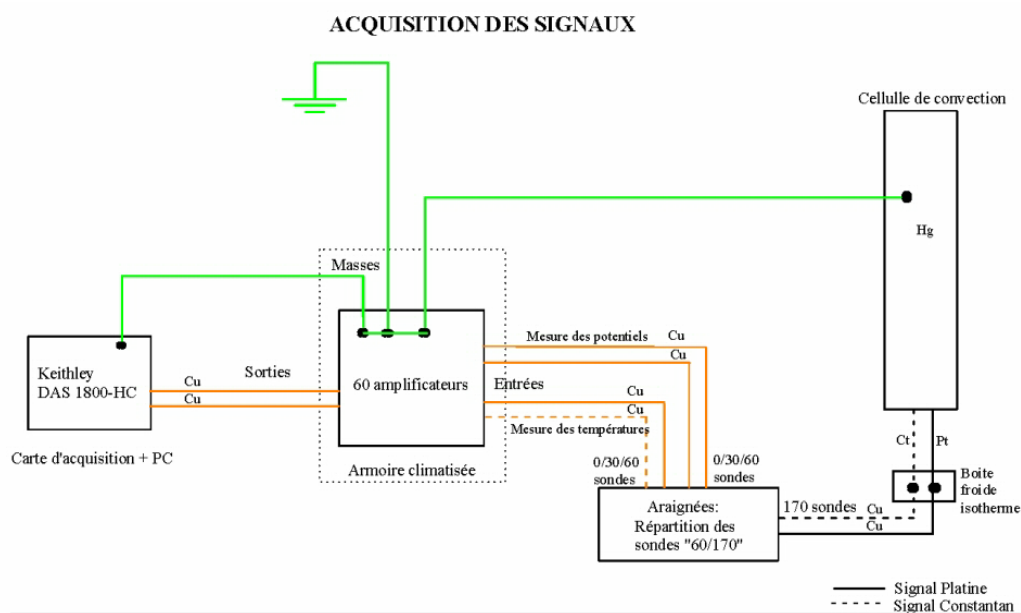 ACQUISITION DES SIGNAUX
Cellulle de convection
Hg
Masses
Keithley
DAS 1800-HC
Cu
Cu
Sorties
60 amplificateurs
Entrées
Mesure des potentiels
Cu
Cu
Cu
Cu
Mesure des températures
Carte d'acquisition + PC
Armoire climatisée
0/30/60
sondes
0/30/60
sondes
Ct
Pt
Boite
froide
isotherme
Araignées:
Répartition des
sondes "60/170"
170 sondes
Cu
Cu
Signal Platine
Signal Constantan